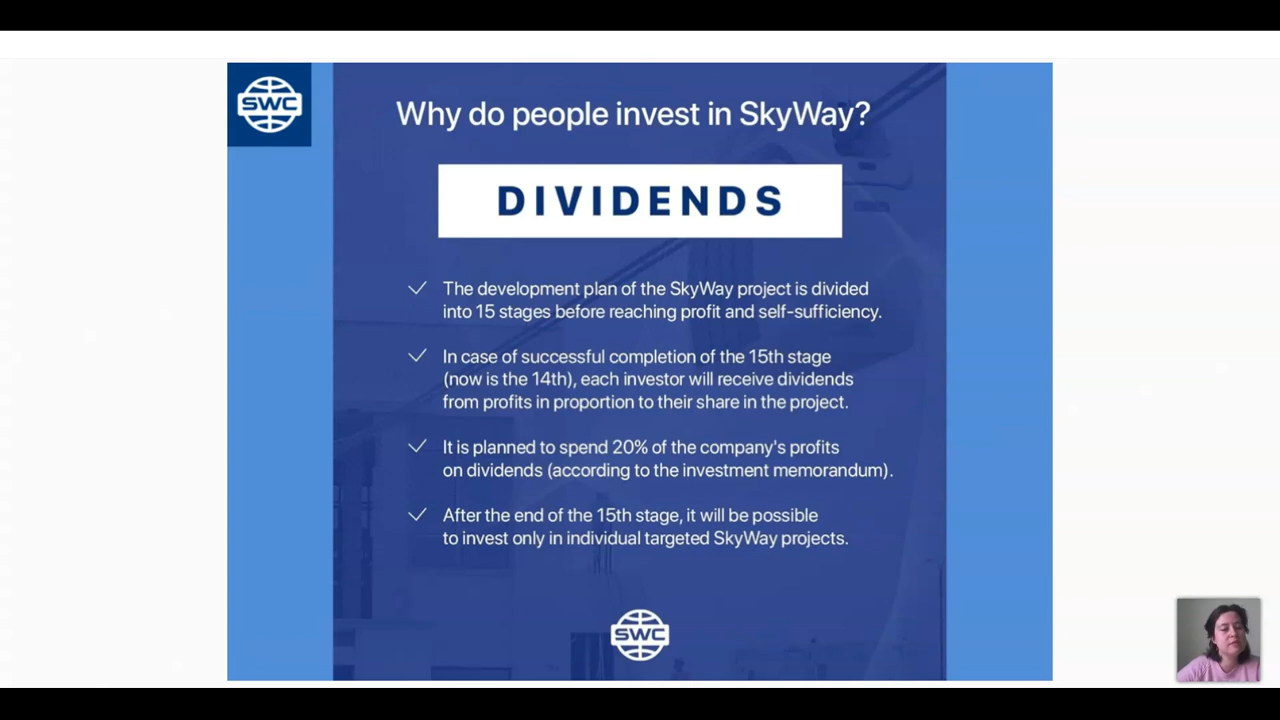 SWC
Why do people invest in SkyWay?
DIVIDENDS
The development plan of the SkyWay project is divided
into 15 stages before reaching profit and self-sufficiency.
In case of successful completion of the 15th stage
(now is the 14th), each investor will receive dividends
from profits in proportion to their share in the project.
It is planned to spend 20% of the company's profits
on dividends (according to the investment memorandum).
After the end of the 15th stage, it will be possible
to invest only in individual targeted SkyWay projects.
SWC